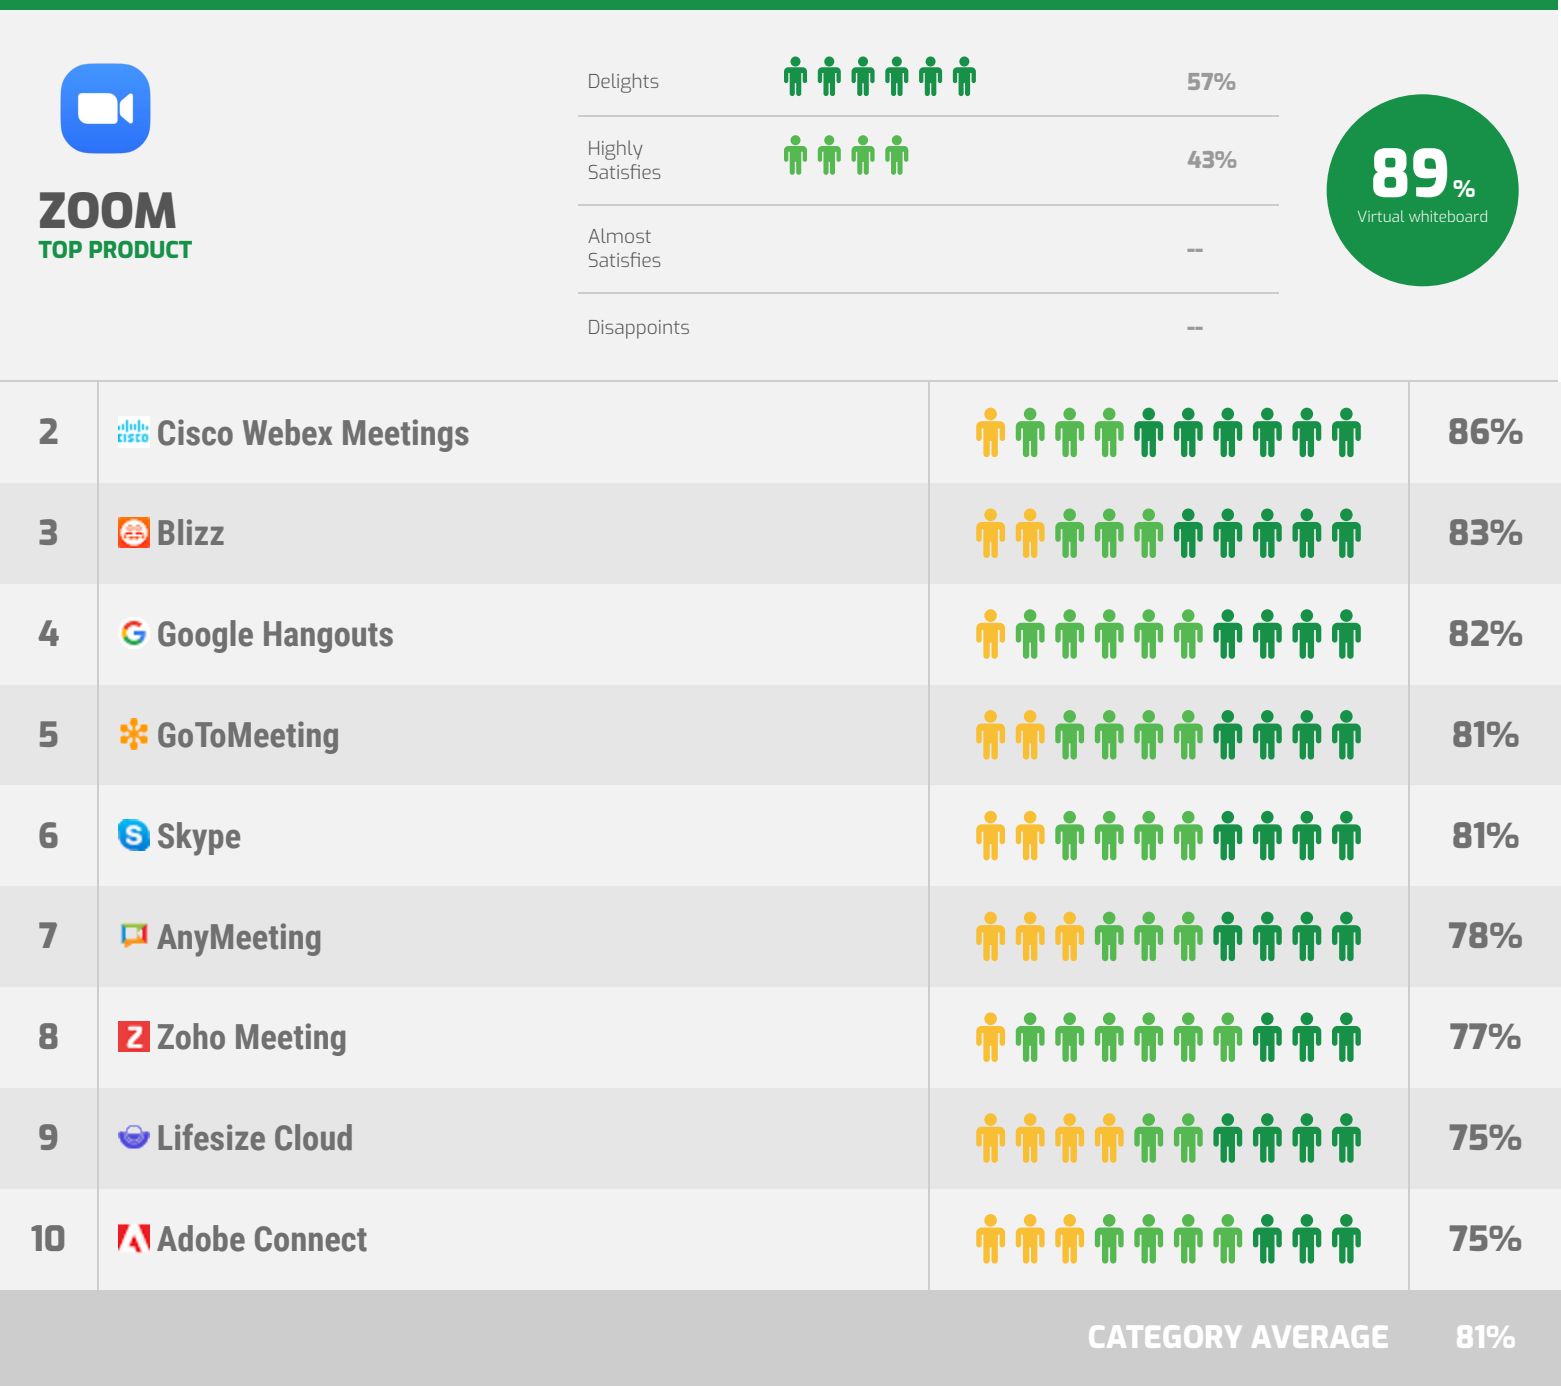 ZOOM
TOP PRODUCT
Delights 57%
Highly
Satisfies 43%
Almost
Satisfies --
Disappoints --
89%
Virtual whiteboard
2 CISCO Cisco Webex Meetings 86%
3 Blizz 83%
4 G Google Hangouts 82%
5 GoToMeeting 81%
6 S Skype 81%
7 AnyMeeting 78%
8 Z Zoho Meeting 77%
9 Lifesize Cloud 75%
10 Adobe Connect 75%
CATEGORY AVERAGE 81%